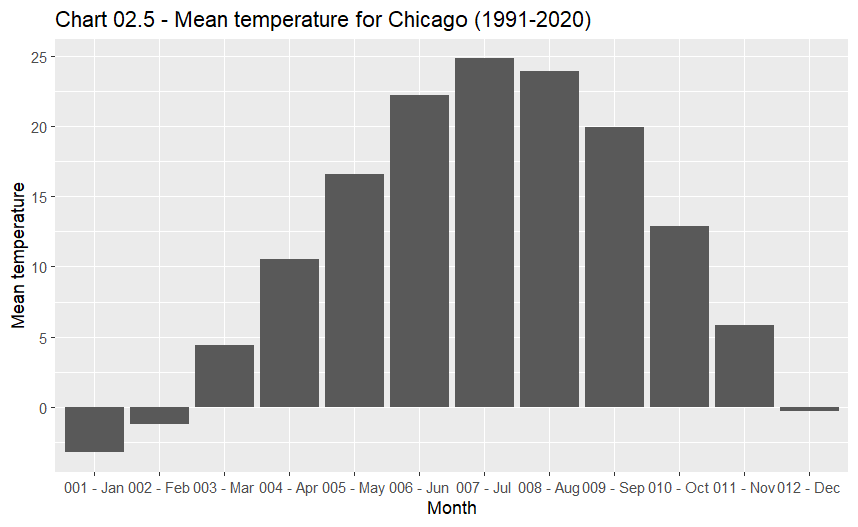 Chart 02.5 - Mean temperature for Chicago (1991-2020)
25
20
15
10
5
0
Mean temperature
001 - Jan 002 - Feb 003 - Mar 004 - Apr 005 - May 006 - Jun 007 - Jul 008 - Aug 009 - Sep 010 - Oct 011 - Nov 012 - Dec
Month